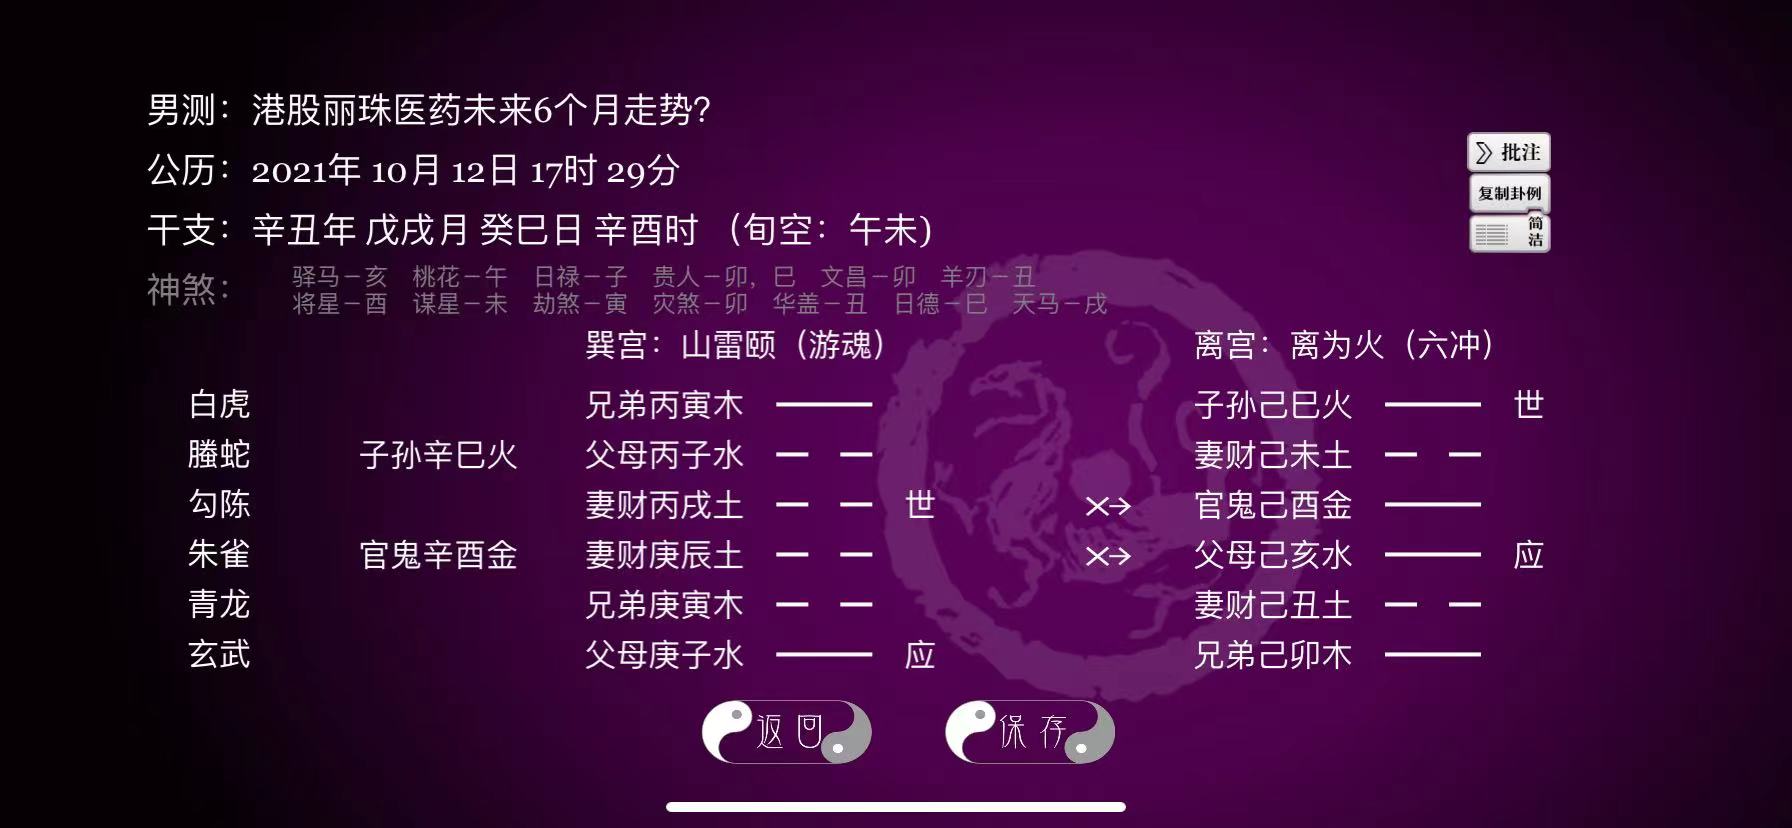 男测：港股丽珠医药未来6个月走势？
公历：2021年 10月 12日 17时 29分
干支：辛丑年 戊戌月 癸巳日 辛酉时 （旬空：午未）
神煞：
驿马－亥 桃花－午 日禄－子 贵人－卯，巳 文昌－卯 羊刃－丑
将星－酉 谋星－未 劫煞－寅 灾煞－卯 华盖－丑 日德－巳 天马－戌
批注
复制卦例
简洁
巽宫：山雷颐（游魂） 离宫：离为火（六冲）
白虎 兄弟丙寅木 子孙己巳火 世
螣蛇 子孙辛巳火 父母丙子水 妻财己未土
勾陈 妻财丙戌土 世 ×→ 官鬼己酉金
朱雀 官鬼辛酉金 妻财庚辰土 ×→ 父母己亥水 应
青龙 兄弟庚寅木 妻财己丑土
玄武 父母庚子水 应 兄弟己卯木
返回 保存